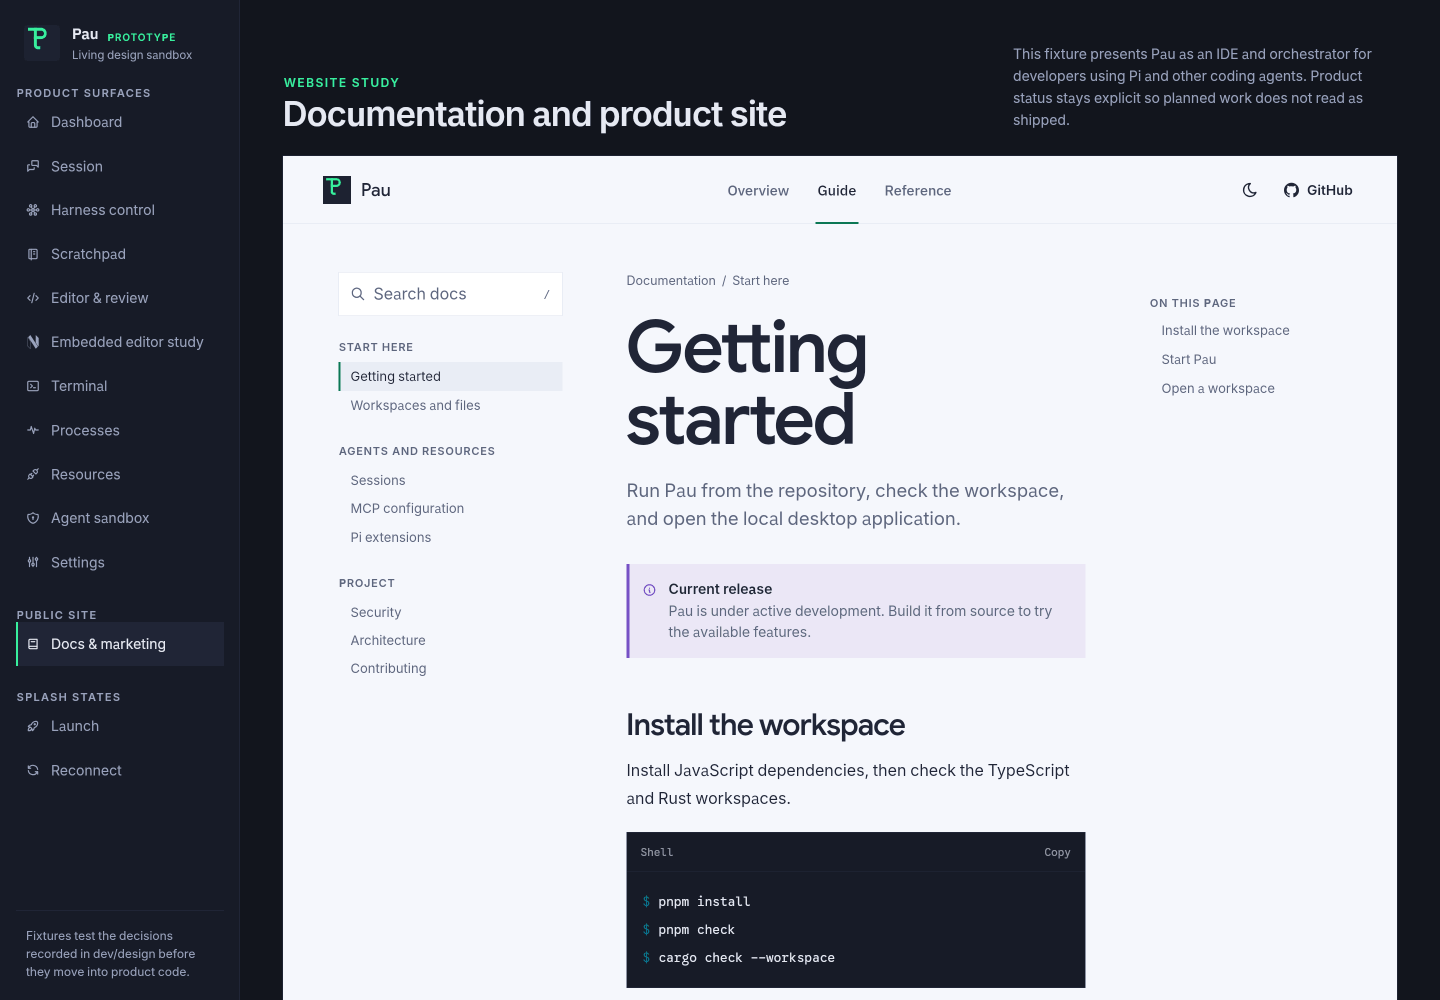 Pau PROTOTYPE
Living design sandbox
PRODUCT SURFACES
Dashboard
Session
Harness control
Scratchpad
Editor & review
Embedded editor study
Terminal
Processes
Resources
Agent sandbox
Settings
PUBLIC SITE
Docs & marketing
SPLASH STATES
Launch
Reconnect
Fixtures test the decisions
recorded in dev/design before
they move into product code.
WEBSITE STUDY
Documentation and product site
This fixture presents Pau as an IDE and orchestrator for
developers using Pi and other coding agents. Product
status stays explicit so planned work does not read as
shipped.
Pau
Overview Guide Reference
GitHub
Search docs /
START HERE
Getting started
Workspaces and files
AGENTS AND RESOURCES
Sessions
MCP configuration
Pi extensions
PROJECT
Security
Architecture
Contributing
Documentation / Start here
Getting
started
Run Pau from the repository, check the workspace,
and open the local desktop application.
Current release
Pau is under active development. Build it from source to try
the available features.
Install the workspace
Install JavaScript dependencies, then check the TypeScript
and Rust workspaces.
Shell Copy
$ pnpm install
$ pnpm check
$ cargo check --workspace
ON THIS PAGE
Install the workspace
Start Pau
Open a workspace